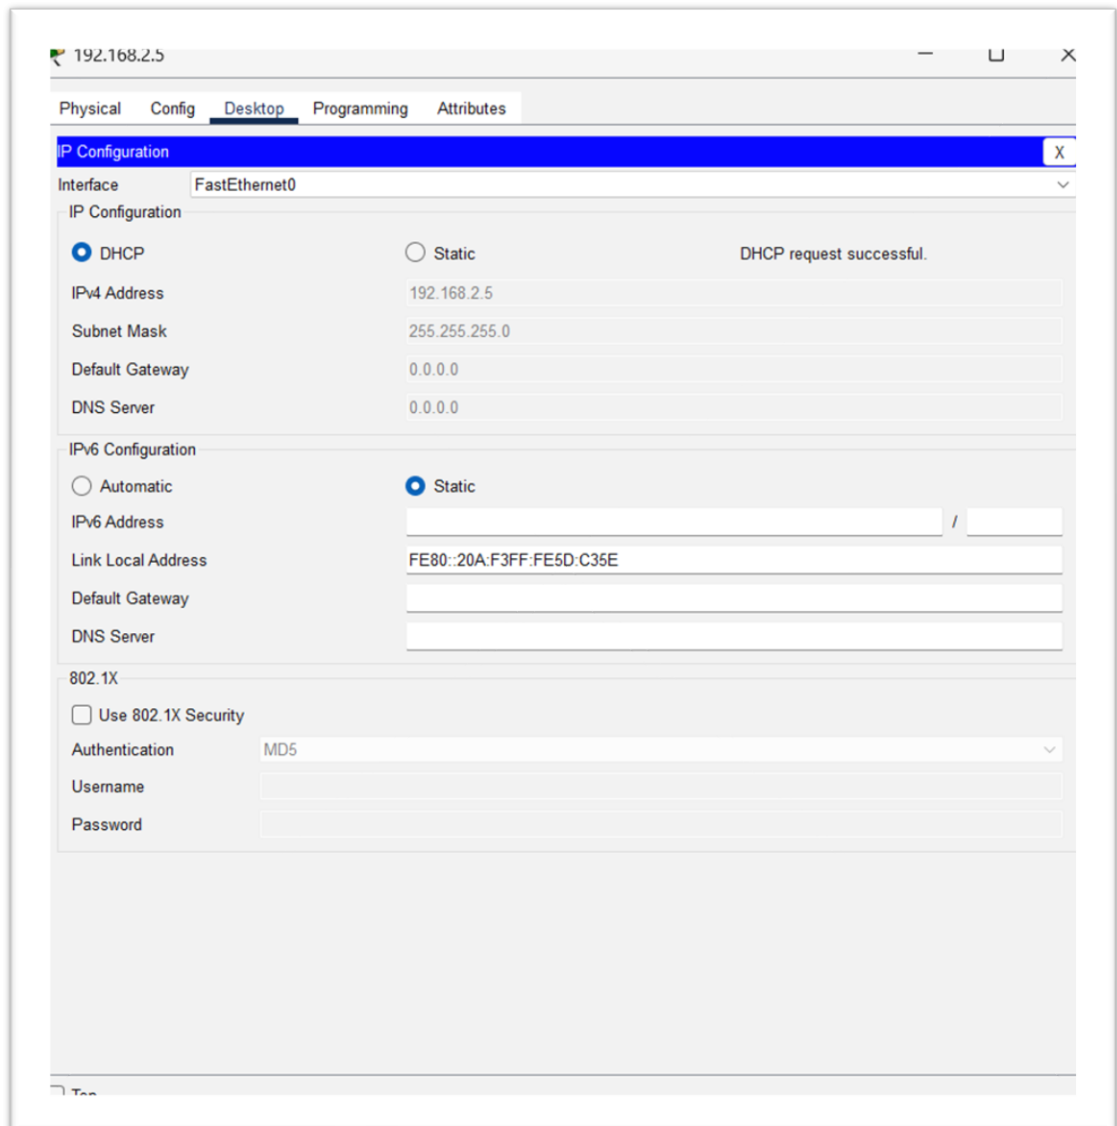 192.168.2.5
Physical Config Desktop Programming Attributes
IP Configuration X
Interface FastEthernet0
IP Configuration
DHCP Static DHCP request successful.
IPv4 Address 192.168.2.5
Subnet Mask 255.255.255.0
Default Gateway 0.0.0.0
DNS Server 0.0.0.0
IPv6 Configuration
Automatic Static
IPv6 Address /
Link Local Address FE80::20A:F3FF:FE5D:C35E
Default Gateway
DNS Server
802.1X
Use 802.1X Security
Authentication MD5
Username
Password